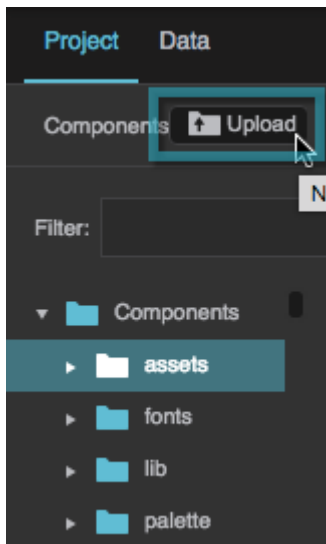 Project Data
Components Upload
N
Filter:
Components
assets
fonts
lib
palette